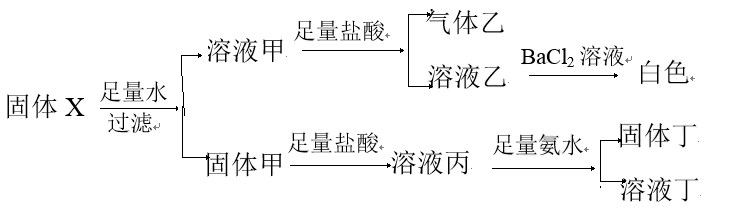 固体 X
足量水
过滤
溶液甲
足量盐酸
气体乙
溶液乙
BaCl2 溶液
白色
固体甲
足量盐酸
溶液丙
足量氨水
固体丁
溶液丁